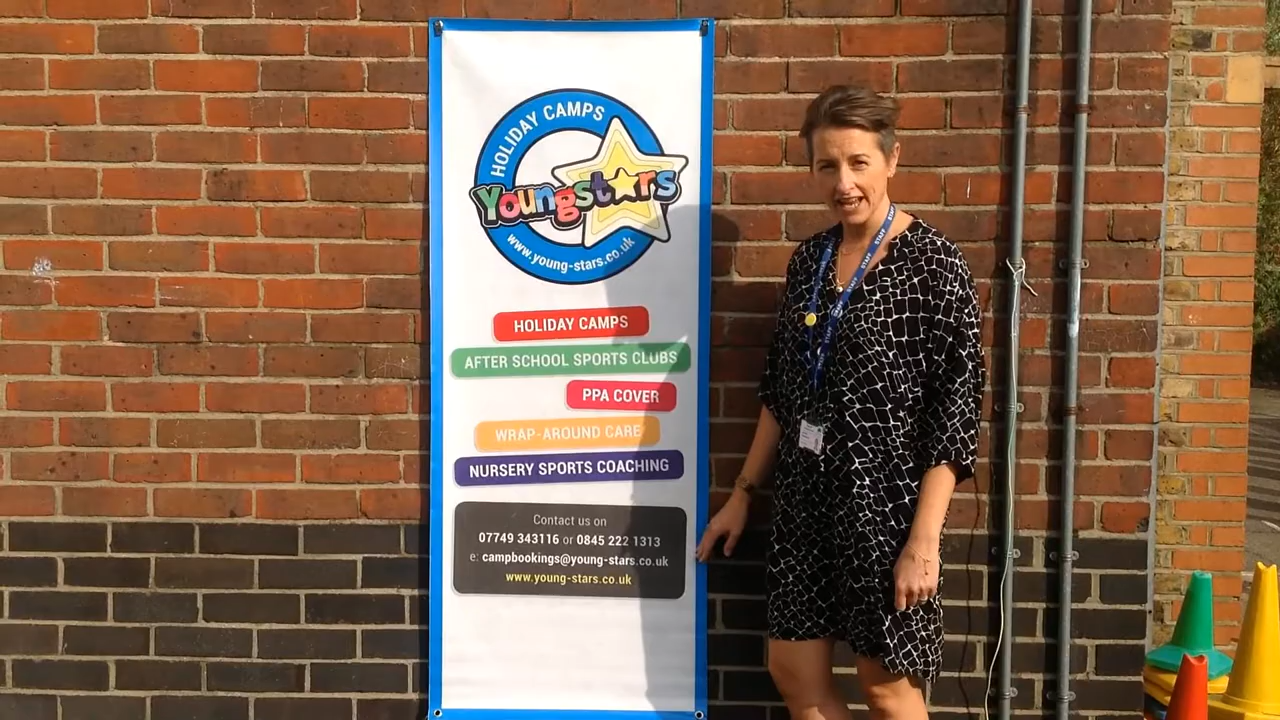 HOLIDAY CAMPS
Youngstars
www.young-stars.co.uk
HOLIDAY CAMPS
AFTER SCHOOL SPORTS CLUBS
PPA COVER
WRAP-AROUND CARE
NURSERY SPORTS COACHING
Contact us on
07749 343116 or 0845 222 1313
e: campbookings@young-stars.co.uk
www.young-stars.co.uk
STAFF
STAFF